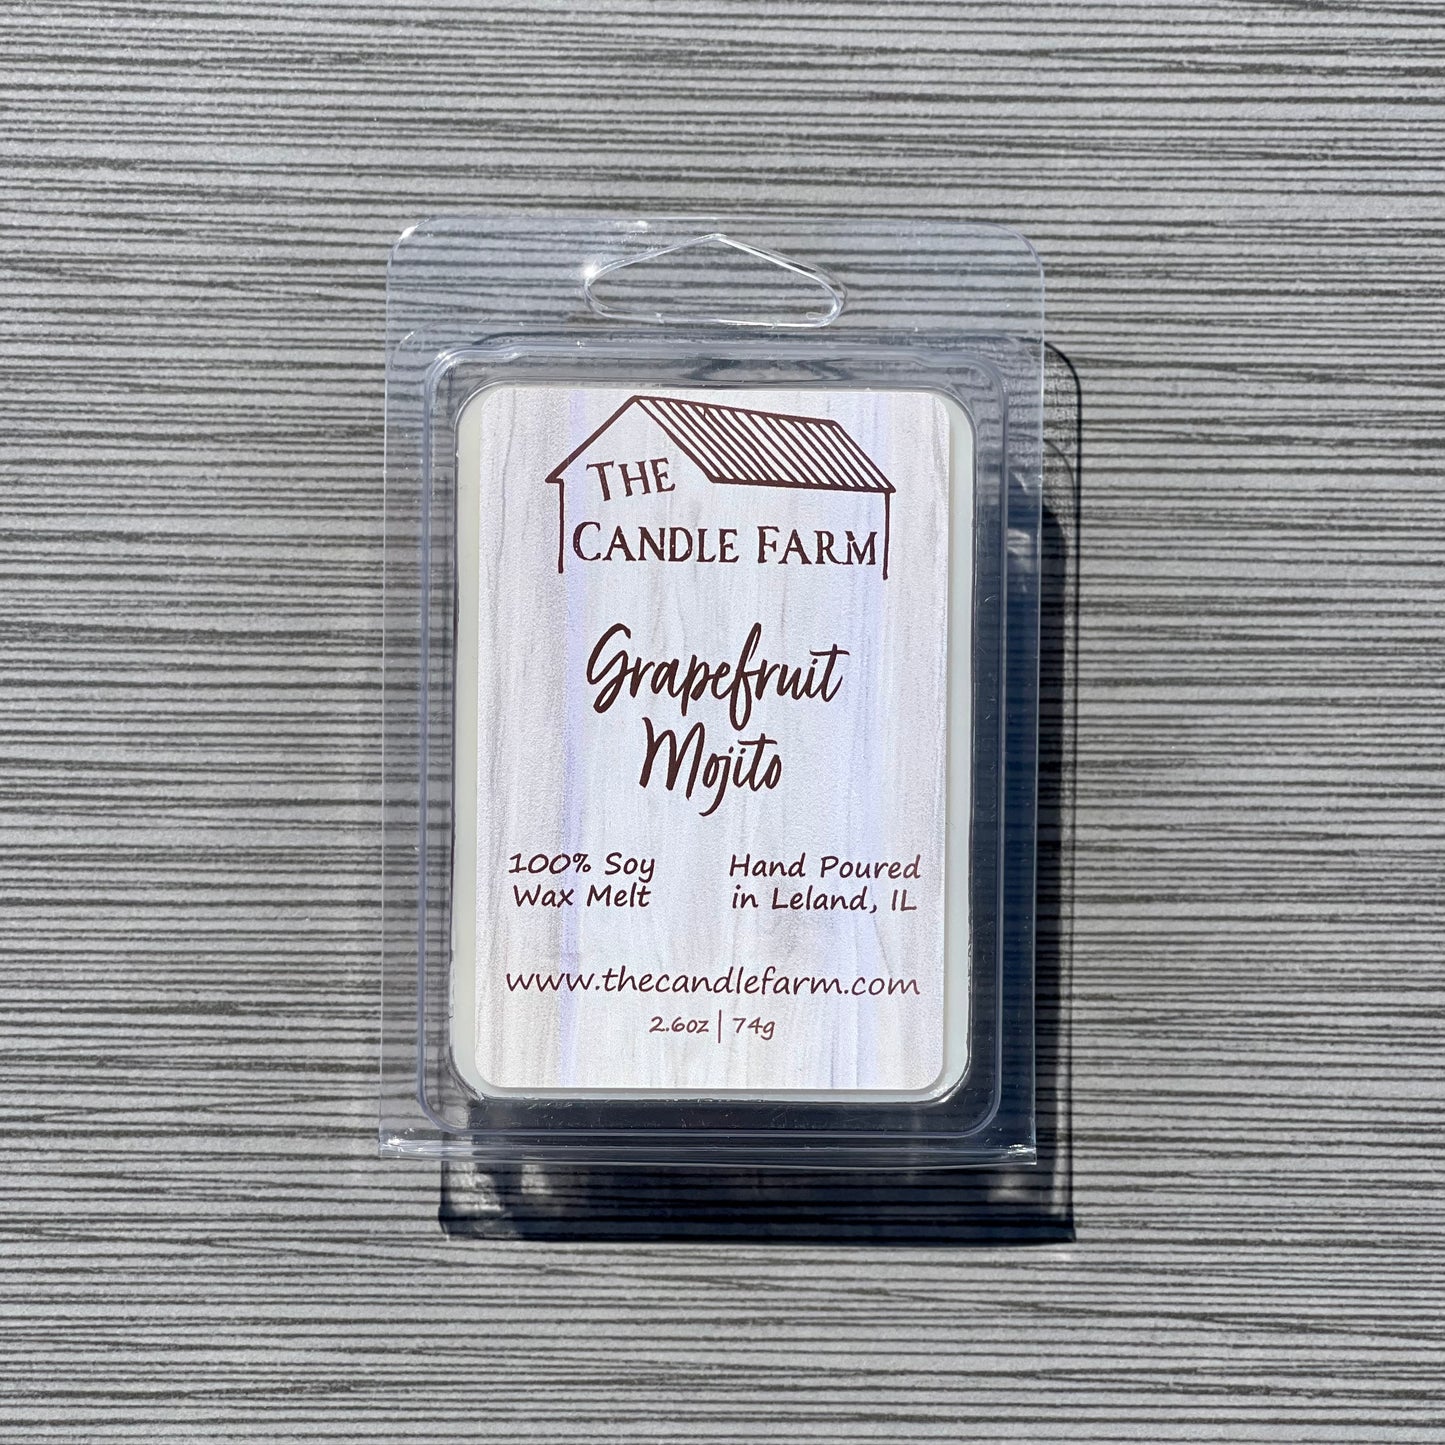 The
Candle Farm
Grapefruit
Mojito
100% Soy
Wax Melt
Hand Poured
in Leland, IL
www.thecandlefarm.com
2.6oz | 74g